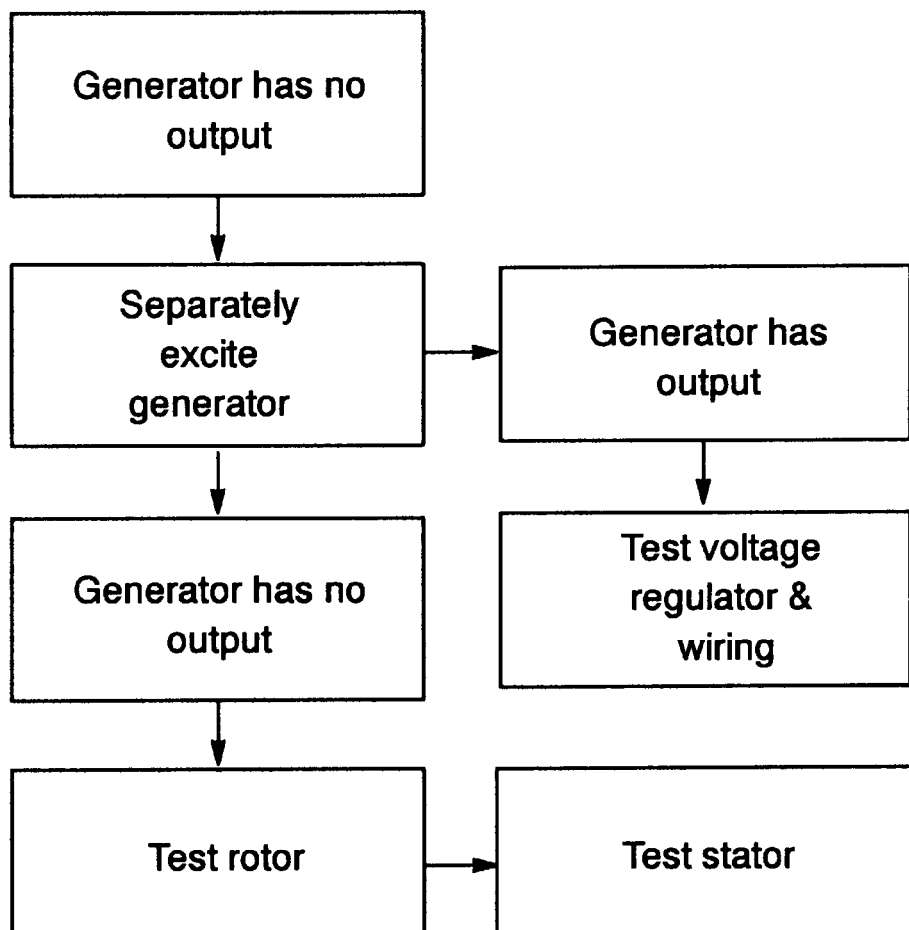 Generator has no
output
Separately
excite
generator
Generator has
output
Generator has no
output
Test voltage
regulator &
wiring
Test rotor
Test stator